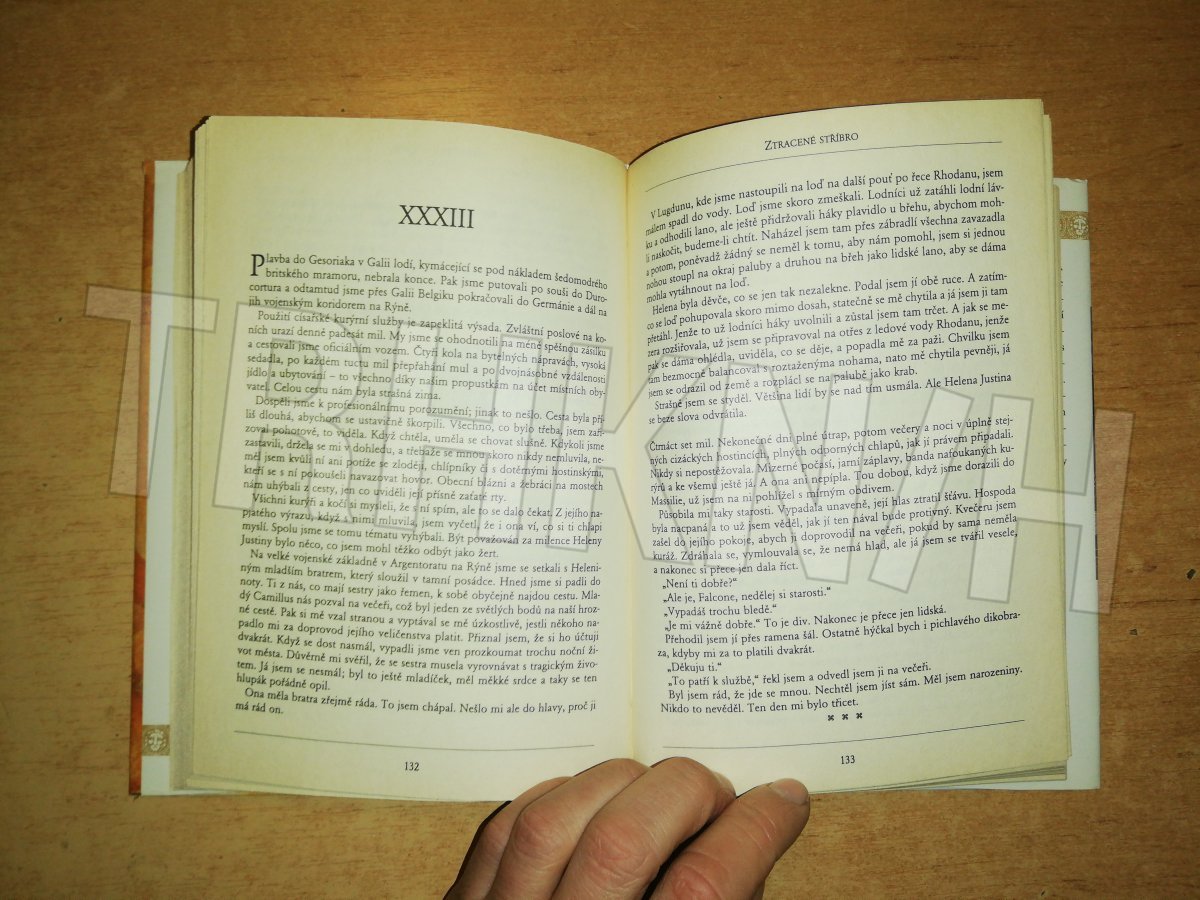 XXXIII
Plavba do Gesoriaka v Galii lodí, kymácející se pod nákladem šedomodrého
britského mramoru, nebrala konce. Pak jsme putovali po souši do Duro-
cortura a odtamtud jsme přes Galii Belgiku pokračovali do Germánie a dál na
jih vojenským koridorem na Rýně.
Použití císařské kurýrní služby je zapeklitá výsada. Zvláštní poslové na ko-
ních urazí denně padesát mil. My jsme se ohodnotili na méně spěšnou zásilku
a cestovali jsme oficiálním vozem. Čtyři kola na bytelných nápravách, vysoká
sedadla, po každém tuctu mil přepřahání mul a po dvojnásobné vzdálenosti
jídlo a ubytování – to všechno díky našim propustkám na účet místních oby-
vatel. Celou cestu nám byla strašná zima.
Dospěli jsme k profesionálnímu porozumění; jinak to nešlo. Cesta byla pří-
liš dlouhá, abychom se ustavičně škorpili. Všechno, co bylo třeba, jsem zaři-
zoval pohotově, to viděla. Když chtěla, uměla se chovat slušně. Kdykoli jsme
zastavili, držela se mi v dohledu, a třebaže se mnou skoro nikdy nemluvila, ne-
měl jsem kvůli ní ani potíže se zloději, chlípníky či s dotěrnými hostinskými,
kteří se s ní pokoušeli navazovat hovor. Obecní blázni a žebráci na mostech
nám uhýbali z cesty, jen co uviděli její přísně zaťaté rty.
Všichni kurýři a kočí si mysleli, že s ní spím, ale to se dalo čekat. Z jejího na-
pjatého výrazu, když s nimi mluvila, jsem vyčetl, že i ona ví, co si ti chlapi
myslí. Spolu jsme se tomu tématu vyhýbali. Být považován za milence Heleny
Justiny bylo něco, co jsem mohl těžko odbýt jako žert.
Na velké vojenské základně v Argentoratu na Rýně jsme se setkali s Heleni-
ným mladším bratrem, který sloužil v tamní posádce. Hned jsme si padli do
noty. Ti z nás, co mají sestry jako řemen, k sobě obyčejně najdou cestu. Mla-
dý Camillus nás pozval na večeři, což byl jeden ze světlých bodů na naší hroz-
né cestě. Pak si mě vzal stranou a vyptával se mě úzkostlivě, jestli někoho na-
padlo mi za doprovod jejího veličenstva platit. Přiznal jsem, že si ho účtuji
dvakrát. Když se dost nasmál, vypadli jsme ven prozkoumat trochu noční ži-
vot města. Důvěrně mi svěřil, že se sestra musela vyrovnávat s tragickým živo-
tem. Já jsem se nesmál; byl to ještě mladíček, měl měkké srdce a taky se ten
hlupák pořádně opil.
Ona měla bratra zřejmě ráda. To jsem chápal. Nešlo mi ale do hlavy, proč ji
má rád on.
132
ZTRACENÉ STŘÍBRO
V Lugdunu, kde jsme nastoupili na loď na další pouť po řece Rhodanu, jsem
málem spadl do vody. Loď jsme skoro zmeškali. Lodníci už zatáhli lodní láv-
ku a odhodili lano, ale ještě přidržovali háky plavidlo u břehu, abychom moh-
li naskočit, budeme-li chtít. Naházel jsem tam přes zábradlí všechna zavazadla
a potom, poněvadž žádný se neměl k tomu, aby nám pomohl, jsem si jednou
nohou stoupl na okraj paluby a druhou na břeh jako lidské lano, aby se dáma
mohla vytáhnout na loď.
Helena byla děvče, co se jen tak nezalekne. Podal jsem jí obě ruce. A zatím-
co se loď pohupovala skoro mimo dosah, statečně se mě chytila a já jsem ji tam
přetáhl. Jenže to už lodníci háky uvolnili a zůstal jsem tam trčet. A jak se me-
zera rozšiřovala, už jsem se připravoval na otřes z ledové vody Rhodanu, jenže
pak se dáma ohlédla, uviděla, co se děje, a popadla mě za paži. Chvilku jsem
tam bezmocně balancoval s roztaženýma nohama, nato mě chytila pevněji, já
jsem se odrazil od země a rozplácl se na palubě jako krab.
Strašně jsem se styděl. Většina lidí by se nad tím usmála. Ale Helena Justina
se beze slova odvrátila.
Čtrnáct set mil. Nekonečné dni plné útrap, potom večery a noci v úplně stej-
ných cizáckých hostincích, plných odporných chlapů, jak jí právem připadali.
Nikdy si nepostěžovala. Mizerné počasí, jarní záplavy, banda nafoukaných ku-
rýrů a ke všemu ještě já. A ona ani nepípla. Tou dobou, když jsme dorazili do
Massilie, už jsem na ni pohlížel s mírným obdivem.
Působila mi taky starosti. Vypadala unaveně, její hlas ztratil šťávu. Hospoda
byla nacpaná a to už jsem věděl, jak jí ten nával bude protivný. Kvečeru jsem
zašel do jejího pokoje, abych ji doprovodil na večeři, pokud by sama neměla
kuráž. Zdráhala se, vymlouvala se, že nemá hlad, ale já jsem se tvářil vesele,
a nakonec si přece jen dala říct.
„Není ti dobře?“
„Ale je, Falcone, nedělej si starosti.“
„Vypadáš trochu bledě.“
„Je mi vážně dobře.“ To je div. Nakonec je přece jen lidská.
Přehodil jsem jí přes ramena šál. Ostatně hýčkal bych i pichlavého dikobra-
za, kdyby mi za to platili dvakrát.
„Děkuju ti.“
„To patří k službě,“ řekl jsem a odvedl jsem ji na večeři.
Byl jsem rád, že jde se mnou. Nechtěl jsem jíst sám. Měl jsem narozeniny.
Nikdo to nevěděl. Ten den mi bylo třicet.
133